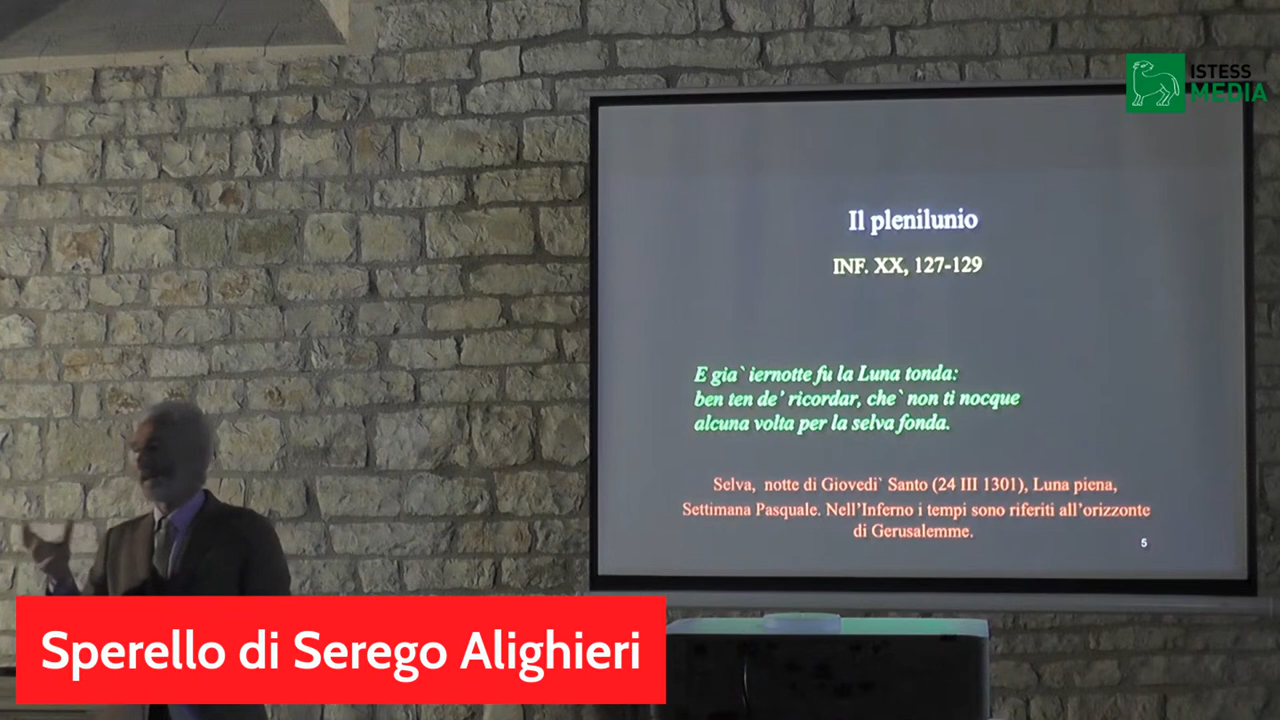 ISTESS
MEDIA
Il plenilunio
INF. XX, 127-129
E gia` iernotte fu la Luna tonda:
ben ten de' ricordar, che` non ti nocque
alcuna volta per la selva fonda.
Selva, notte di Giovedi` Santo (24 III 1301), Luna piena,
Settimana Pasquale. Nell'Inferno i tempi sono riferiti all'orizzonte
di Gerusalemme.
5
Sperello di Serego Alighieri